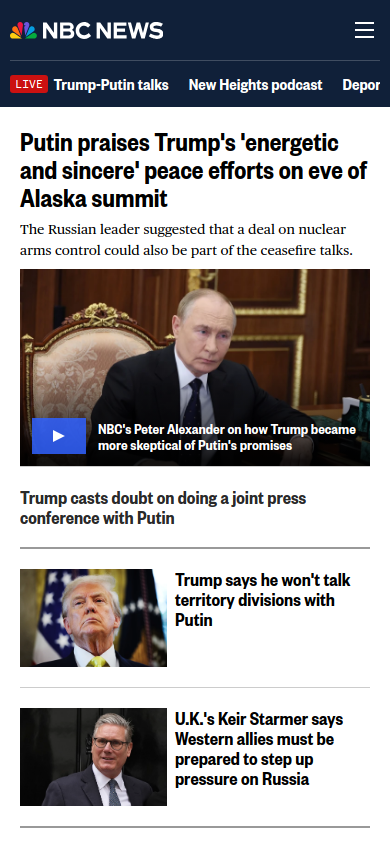 NBC NEWS
LIVE Trump-Putin talks New Heights podcast Depor
Putin praises Trump's 'energetic
and sincere' peace efforts on eve of
Alaska summit
The Russian leader suggested that a deal on nuclear
arms control could also be part of the ceasefire talks.
NBC's Peter Alexander on how Trump became
more skeptical of Putin's promises
Trump casts doubt on doing a joint press
conference with Putin
Trump says he won't talk
territory divisions with
Putin
U.K.'s Keir Starmer says
Western allies must be
prepared to step up
pressure on Russia